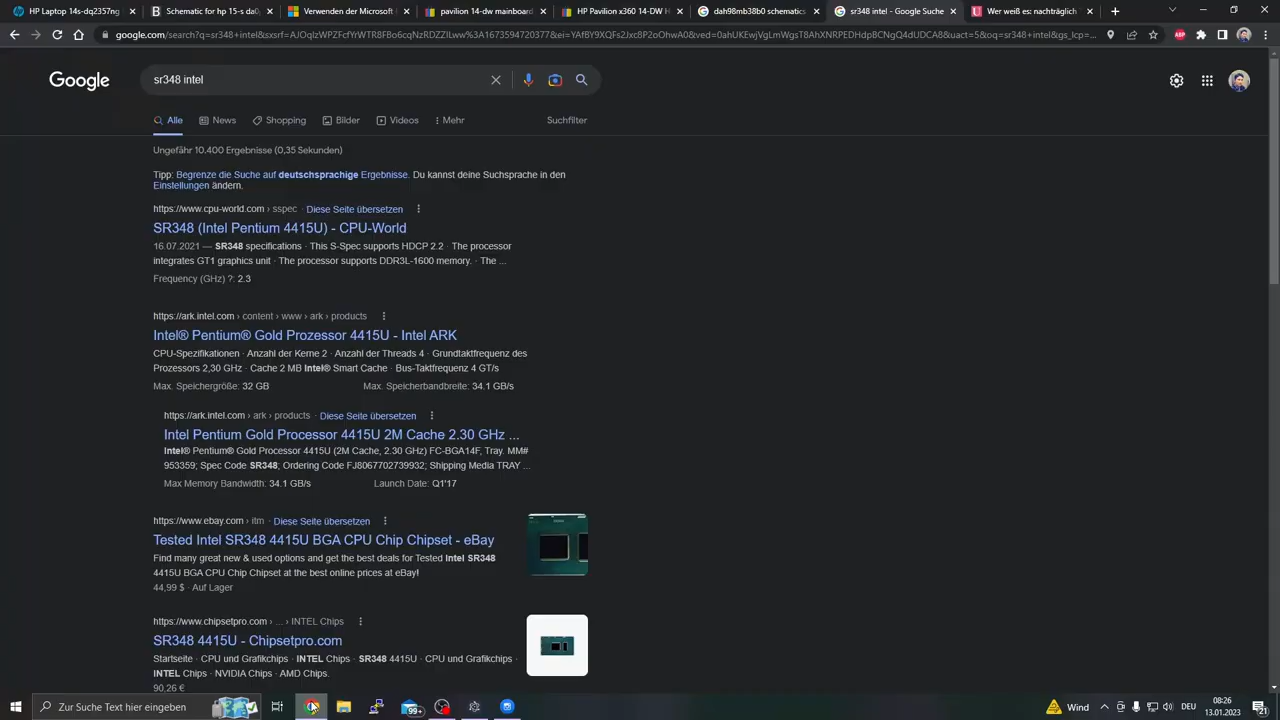 HP Laptop 14s-dq2357ng
Schematic for hp 15-s da0
Verwenden der Microsoft
pavilion 14-dw mainboard
HP Pavilion x360 14-DW H
dah98mb38b0 schematics
sr348 intel - Google Suche
Wer weiß es: nachträglich
google.com/search?q=sr348+intel&
Google
sr348 intel
Alle
News
Shopping
Bilder
Videos
Mehr
Suchfilter
Ungefähr 10.400 Ergebnisse (0,35 Sekunden)
Tipp: Begrenze die Suche auf deutschsprachige Ergebnisse. Du kannst deine Suchsprache in den
Einstellungen ändern.
https://www.cpu-world.com › sspec · Diese Seite übersetzen
SR348 (Intel Pentium 4415U) - CPU-World
16.07.2021 — SR348 specifications · This S-Spec supports HDCP 2.2 · The processor
integrates GT1 graphics unit · The processor supports DDR3L-1600 memory. · The ...
Frequency (GHz) ?: 2.3
https://ark.intel.com › content › www › ark › products
Intel® Pentium® Gold Prozessor 4415U - Intel ARK
CPU-Spezifikationen · Anzahl der Kerne 2 · Anzahl der Threads 4 · Grundtaktfrequenz des
Prozessors 2,30 GHz · Cache 2 MB Intel® Smart Cache · Bus-Taktfrequenz 4 GT/s
Max. Speichergröße: 32 GB
Max. Speicherbandbreite: 34.1 GB/s
https://ark.intel.com › ark › products · Diese Seite übersetzen
Intel Pentium Gold Processor 4415U 2M Cache 2.30 GHz ...
Intel® Pentium® Gold Processor 4415U (2M Cache, 2.30 GHz) FC-BGA14F, Tray. MM#
953359; Spec Code SR348; Ordering Code FJ8067702739932; Shipping Media TRAY ...
Max Memory Bandwidth: 34.1 GB/s
Launch Date: Q1'17
https://www.ebay.com › itm · Diese Seite übersetzen
Tested Intel SR348 4415U BGA CPU Chip Chipset - eBay
Find many great new & used options and get the best deals for Tested Intel SR348
4415U BGA CPU Chip Chipset at the best online prices at eBay!
44,99 $ · Auf Lager
https://www.chipsetpro.com › ... › INTEL Chips
SR348 4415U - Chipsetpro.com
Startseite · CPU und Grafikchips · INTEL Chips · SR348 4415U · CPU und Grafikchips ·
INTEL Chips · NVIDIA Chips · AMD Chips.
90,26 €
Zur Suche Text hier eingeben
99+
Wind
DEU
08:26
13.01.2023
21